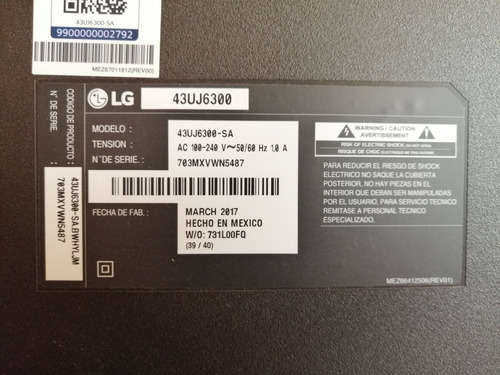 43UJ6300-SA
9900000002792
MEZ67011812(REV00)
LG 43UJ6300
MODELO : 43UJ6300-SA
TENSION : AC 100-240 V~50/60 Hz 1.0 A
N°DE SERIE. : 703MXVWN5487
FECHA DE FAB. : MARCH 2017
HECHO EN MEXICO
W/O: 731L00FQ
(39 / 40)
CODIGO DE PRODUCTO : 43UJ6300-SA.BWHYLJM
N° DE SERIE. : 703MXVWN5487
WARNING / CAUTION
AVERTISSEMENT
RISK OF ELECTRIC SHOCK, DO NOT OPEN.
RISQUE DE CHOC ELECTRIQUE NE PAS OUVRIR.
PARA REDUCIR EL RIESGO DE SHOCK
ELECTRICO NO SAQUE LA CUBIERTA
POSTERIOR, NO HAY PIEZAS EN EL
INTERIOR QUE DEBAN SER MANIPULADAS
POR EL USUARIO, PARA SERVICIO TECNICO
REMITASE A PERSONAL TECNICO
ESPECIALIZADO.
MEZ66412506(REV01)